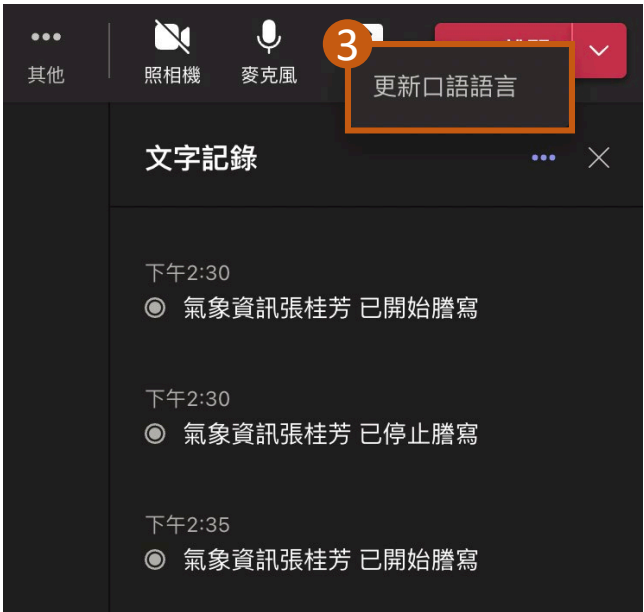 3
其他
照相機
麥克風
更新口語語言
文字記錄
下午2:30
氣象資訊張桂芳 已開始謄寫
下午2:30
氣象資訊張桂芳 已停止謄寫
下午2:35
氣象資訊張桂芳 已開始謄寫